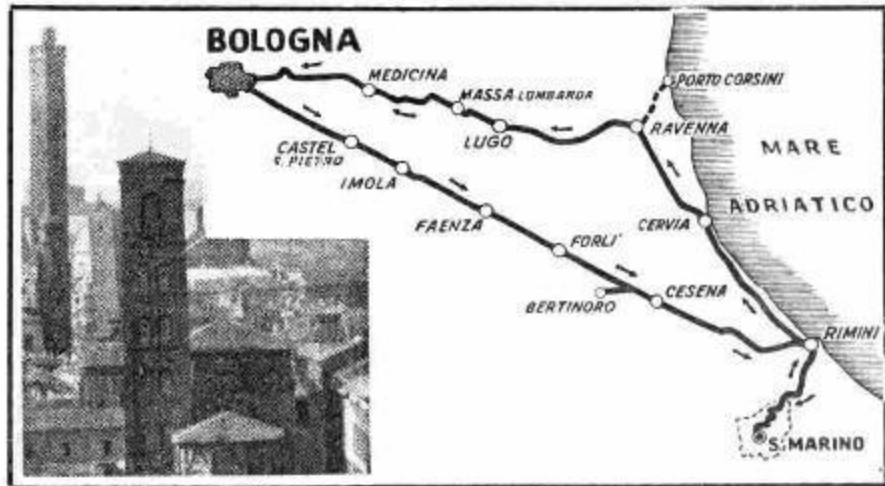 BOLOGNA
MEDICINA
MASSA LOMBARDA
LUGO
PORTO CORSINI
RAVENNA
MARE
ADRIATICO
CASTEL
S. PIETRO
IMOLA
FAENZA
FORLI'
CERVIA
BERTINORO
CESENA
RIMINI
S. MARINO